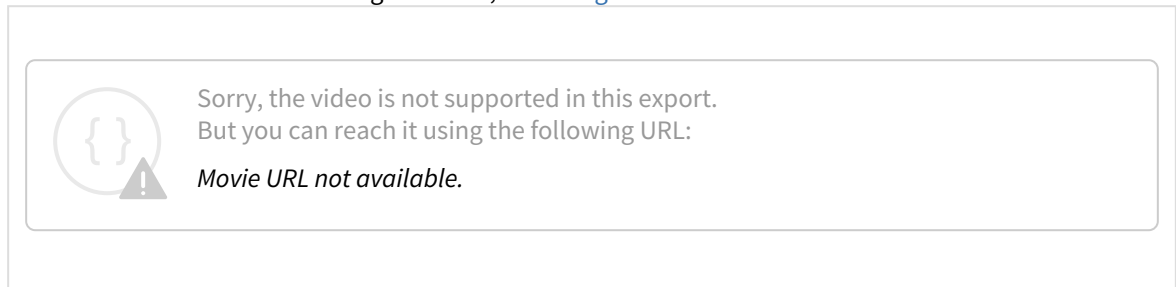 Sorry, the video is not supported in this export.
But you can reach it using the following URL:
Movie URL not available.